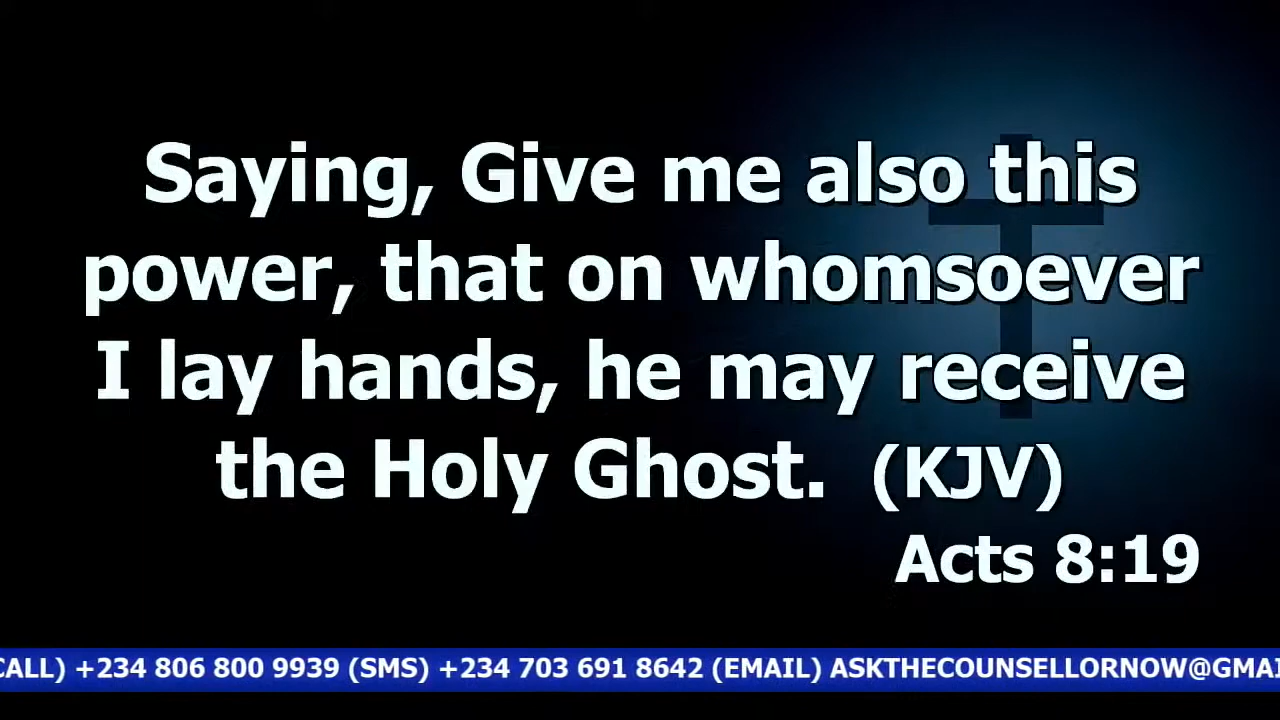 Saying, Give me also this
power, that on whomsoever
I lay hands, he may receive
the Holy Ghost. (KJV)
Acts 8:19
CALL) +234 806 800 9939 (SMS) +234 703 691 8642 (EMAIL) ASKTHECOUNSELLORNOW@GMAI